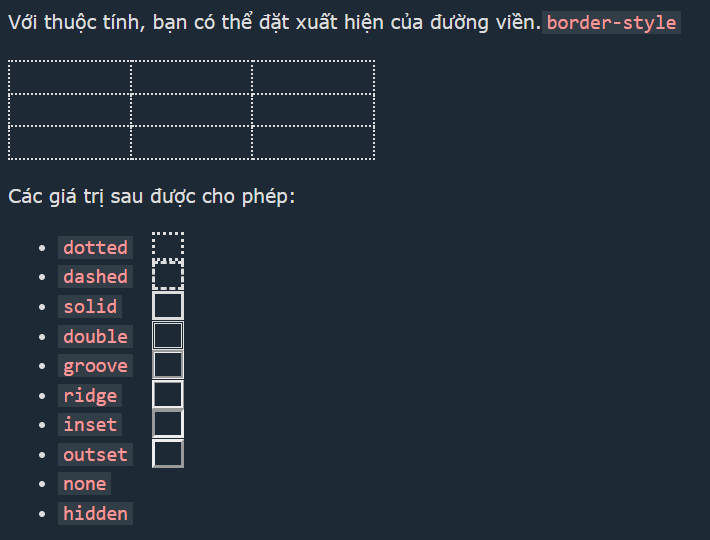 Với thuộc tính, bạn có thể đặt xuất hiện của đường viền.border-style
Các giá trị sau được cho phép:
dotted
dashed
solid
double
groove
ridge
inset
outset
none
hidden